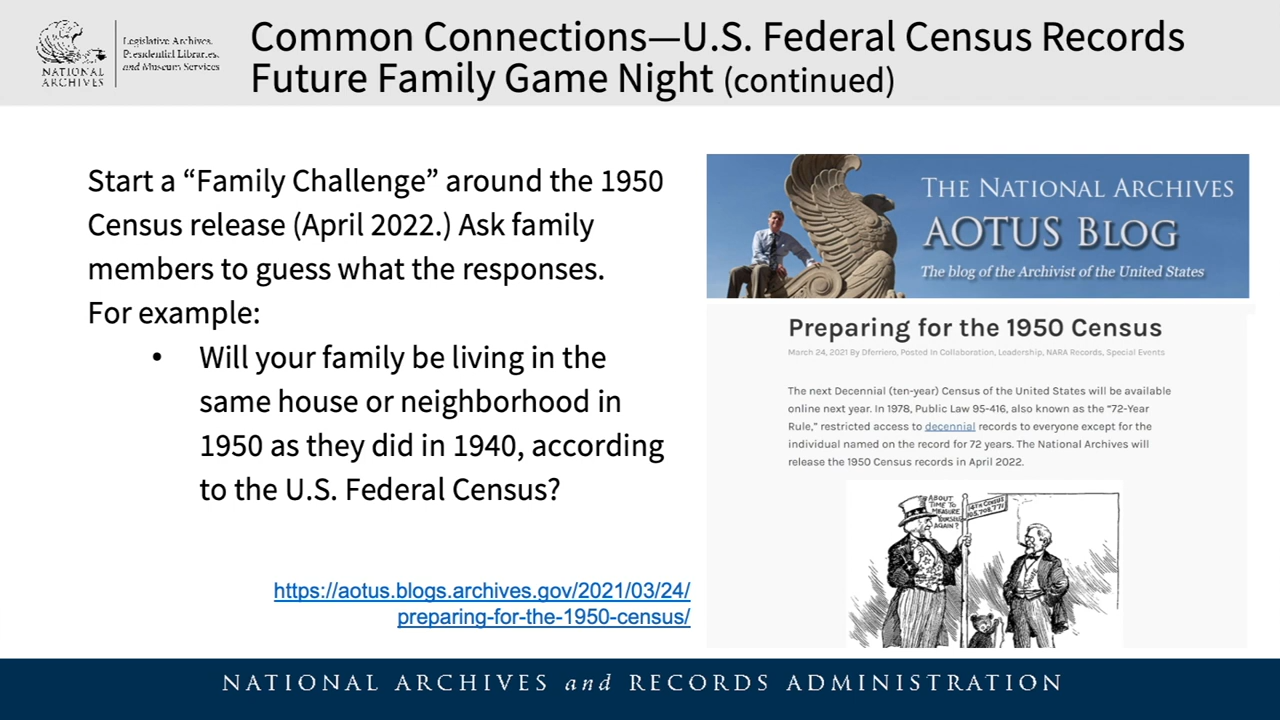 NATIONAL
ARCHIVES
Legislative Archives,
Presidential Libraries,
and Museum Services
Common Connections—U.S. Federal Census Records
Future Family Game Night (continued)
Start a “Family Challenge” around the 1950
Census release (April 2022.) Ask family
members to guess what the responses.
For example:
• Will your family be living in the
same house or neighborhood in
1950 as they did in 1940, according
to the U.S. Federal Census?
https://aotus.blogs.archives.gov/2021/03/24/
preparing-for-the-1950-census/
THE NATIONAL ARCHIVES
AOTUS BLOG
The blog of the Archivist of the United States
Preparing for the 1950 Census
March 24, 2021 By Dferriero, Posted In Collaboration, Leadership, NARA Records, Special Events
The next Decennial (ten-year) Census of the United States will be available
online next year. In 1978, Public Law 95-416, also known as the “72-Year
Rule,” restricted access to decennial records to everyone except for the
individual named on the record for 72 years. The National Archives will
release the 1950 Census records in April 2022.
ABOUT
TIME TO
MEASURE
YOURSELF
AGAIN?
14TH CENSUS
105,708,771
NATIONAL ARCHIVES and RECORDS ADMINISTRATION